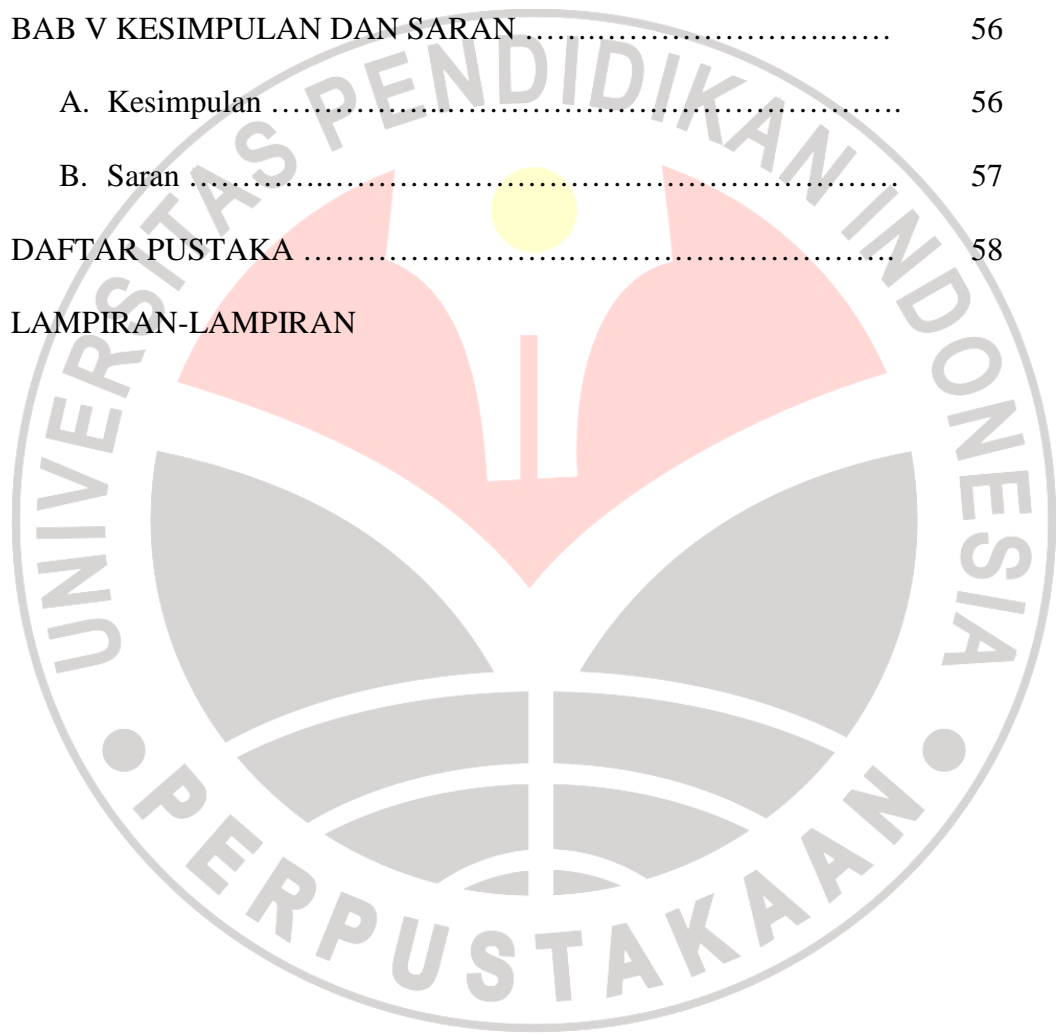 BAB V KESIMPULAN DAN SARAN …….……………………….…… 56
A. Kesimpulan ……………….………………………………………. 56
B. Saran ………….…………………………………………………… 57
DAFTAR PUSTAKA …………………….……………………………. 58
LAMPIRAN-LAMPIRAN
UNIVERSITAS PENDIDIKAN INDONESIA
PERPUSTAKAAN